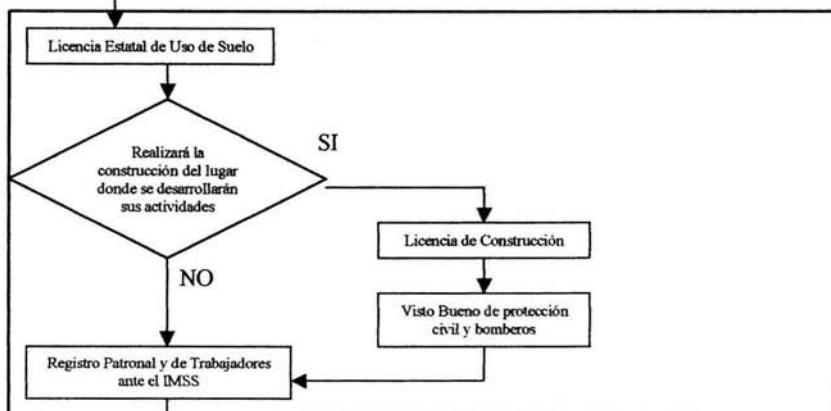 Licencia Estatal de Uso de Suelo
Realizará la
construcción del lugar
donde se desarrollarán
sus actividades
SI
NO
Licencia de Construcción
Visto Bueno de protección
civil y bomberos
Registro Patronal y de Trabajadores
ante el IMSS